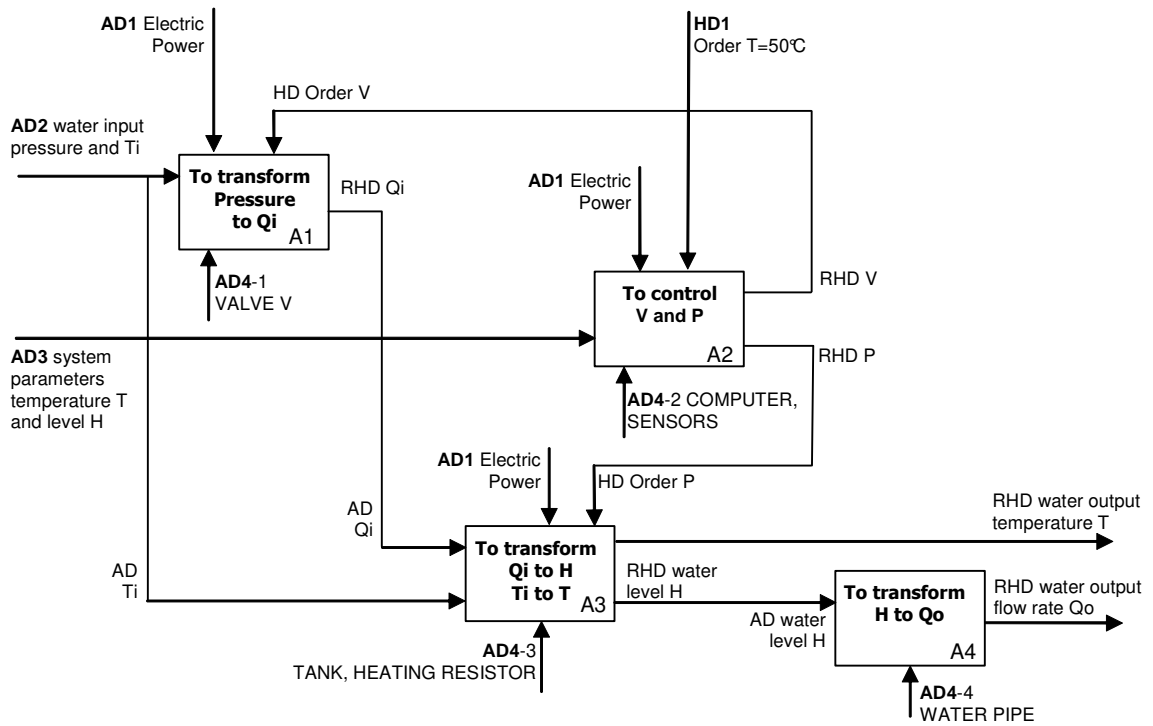 AD1 Electric
Power
HD1
Order T=50°C
HD Order V
AD2 water input
pressure and Ti
To transform
Pressure
to Qi
A1
RHD Qi
AD1 Electric
Power
AD4-1
VALVE V
To control
V and P
A2
RHD V
RHD P
AD3 system
parameters
temperature T
and level H
AD4-2 COMPUTER,
SENSORS
AD1 Electric
Power
HD Order P
AD
Qi
AD
Ti
To transform
Qi to H
Ti to T
A3
RHD water output
temperature T
RHD water
level H
AD water
level H
To transform
H to Qo
A4
RHD water output
flow rate Qo
AD4-3
TANK, HEATING RESISTOR
AD4-4
WATER PIPE